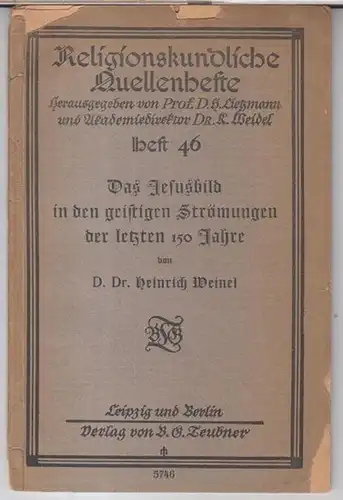 Religionskundliche
Quellenhefte
Herausgegeben von Prof. D. H. Lietzmann
und Akademiedirektor DR. K. Weidel
Heft 46
Das Jesusbild
in den geistigen Strömungen
der letzten 150 Jahre
von
D. Dr. Heinrich Weinel
BGT
Leipzig und Berlin
Verlag von B. G. Teubner
5746